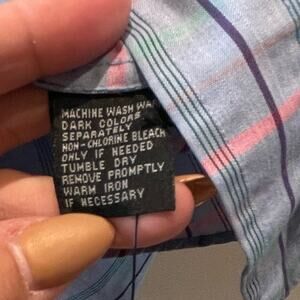 MACHINE WASH WA
DARK COLORS
SEPARATELY
NON-CHLORINE BLEACH
ONLY IF NEEDED
TUMBLE DRY
REMOVE PROMPTLY
WARM IRON
IF NECESSARY